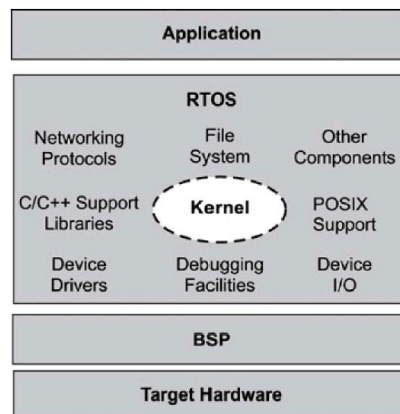 Application
RTOS
Networking
Protocols
File
System
Other
Components
C/C++ Support
Libraries
Kernel
POSIX
Support
Device
Drivers
Debugging
Facilities
Device
I/O
BSP
Target Hardware